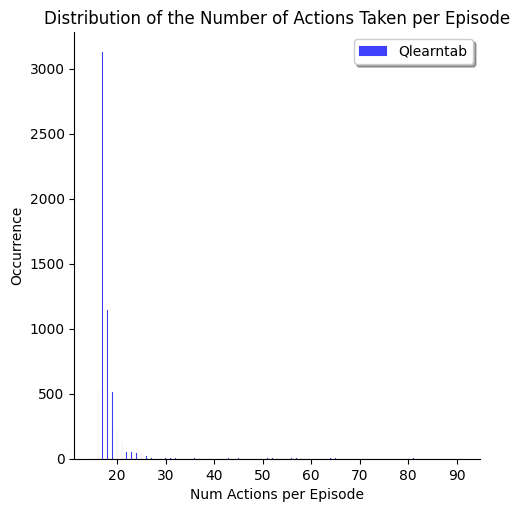 Distribution of the Number of Actions Taken per Episode
Qlearntab
3000
2500
2000
1500
1000
500
0
Occurrence
20 30 40 50 60 70 80 90
Num Actions per Episode